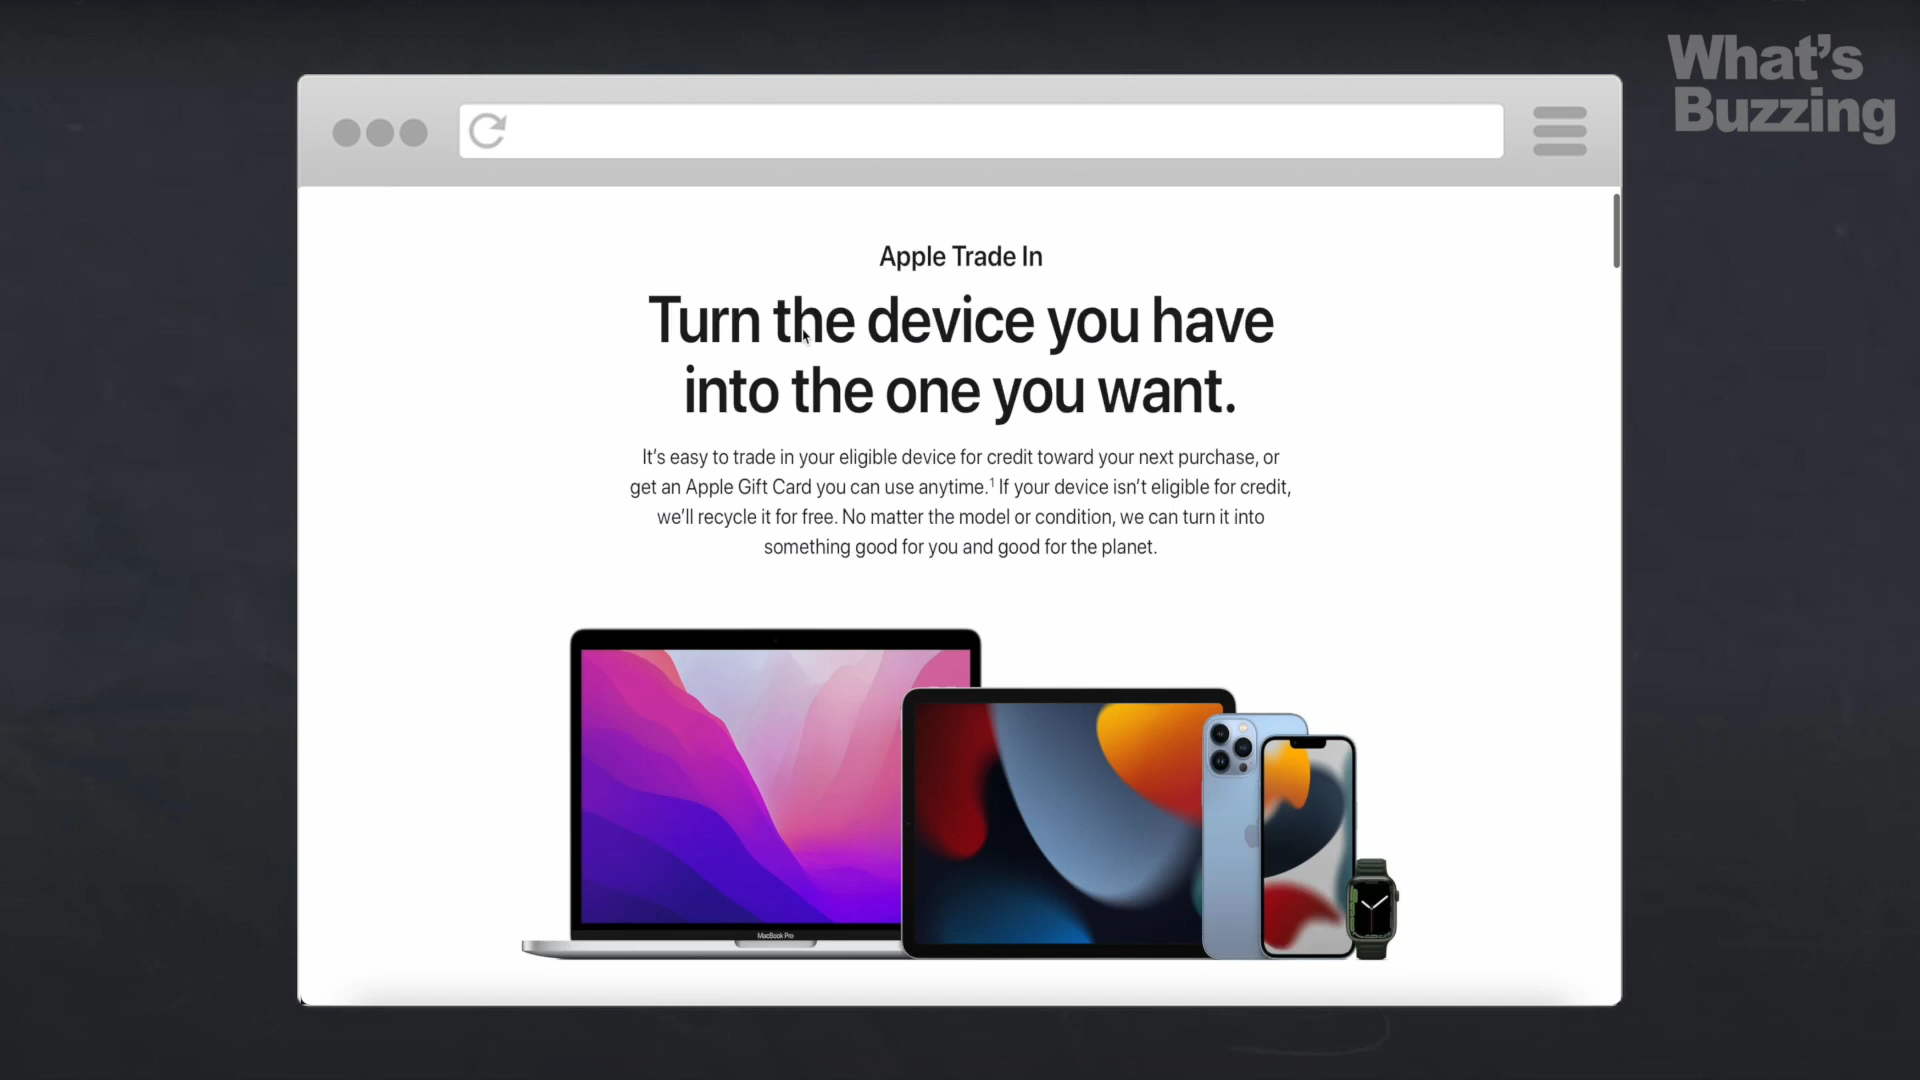 What's
Buzzing
Apple Trade In
Turn the device you have
into the one you want.
It's easy to trade in your eligible device for credit toward your next purchase, or
get an Apple Gift Card you can use anytime.¹ If your device isn't eligible for credit,
we'll recycle it for free. No matter the model or condition, we can turn it into
something good for you and good for the planet.
MacBook Pro